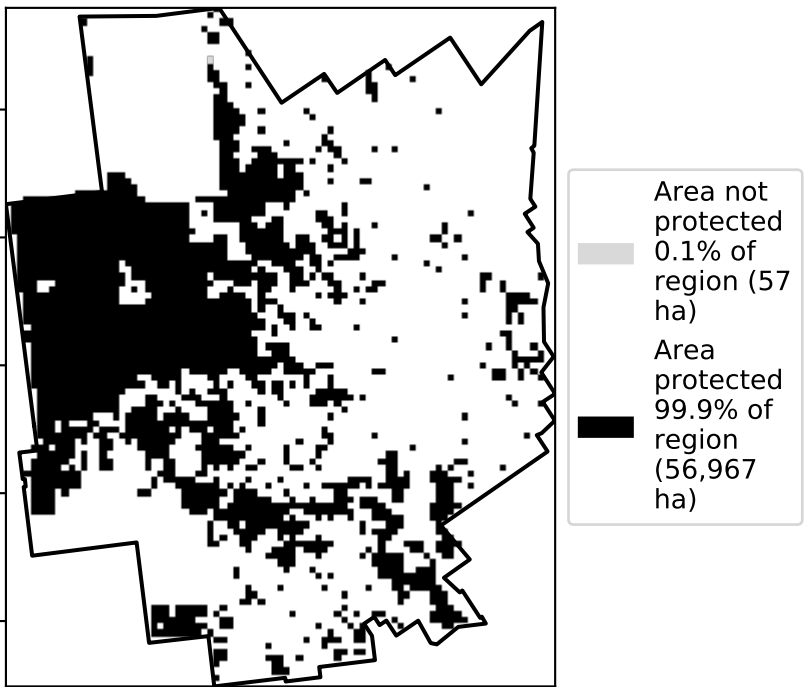 Area not
protected
0.1% of
region (57
ha)
Area
protected
99.9% of
region
(56,967
ha)